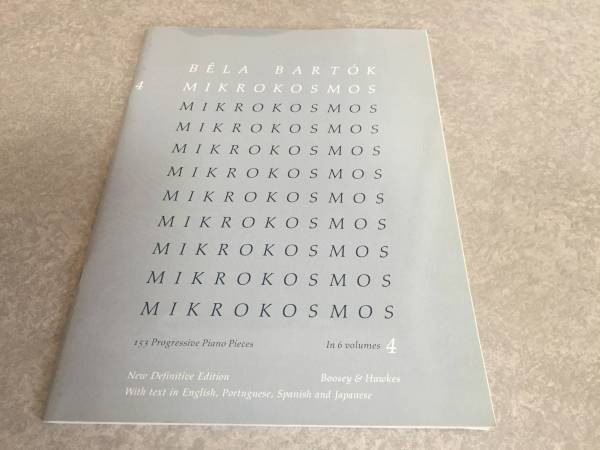 BÉLA BARTÓK
4 MIKROKOSMOS
MIKROKOSMOS
MIKROKOSMOS
MIKROKOSMOS
MIKROKOSMOS
MIKROKOSMOS
MIKROKOSMOS
MIKROKOSMOS
MIKROKOSMOS
MIKROKOSMOS
153 Progressive Piano Pieces In 6 volumes 4
New Definitive Edition Boosey & Hawkes
With text in English, Portuguese, Spanish and Japanese